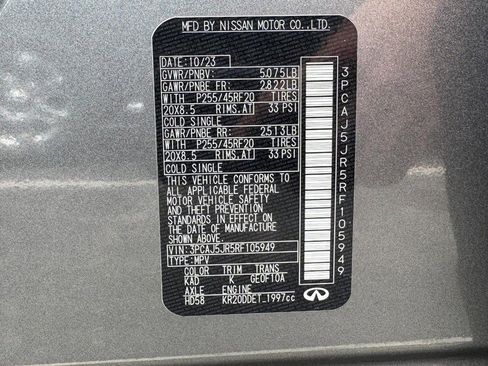 MFD BY NISSAN MOTOR CO.,LTD.
DATE: 10/23
GVWR/PNBV: 5075LB
GAWR/PNBE FR: 2822LB
WITH P255/45RF20 TIRES
20X8.5 RIMS,AT 33 PSI
COLD SINGLE
GAWR/PNBE RR: 2513LB
WITH P255/45RF20 TIRES
20X8.5 RIMS,AT 33 PSI
COLD SINGLE
THIS VEHICLE CONFORMS TO
ALL APPLICABLE FEDERAL
MOTOR VEHICLE SAFETY
AND THEFT PREVENTION
STANDARDS IN EFFECT ON
THE DATE OF MANUFACTURE
SHOWN ABOVE.
VIN:3PCAJ5JR5RF105949
TYPE:MPV
COLOR TRIM TRANS
KAD K GE0F10A
AXLE ENGINE
HD58 KR20DDET 1997cc
3PCAJ5JR5RF105949
INFINITI